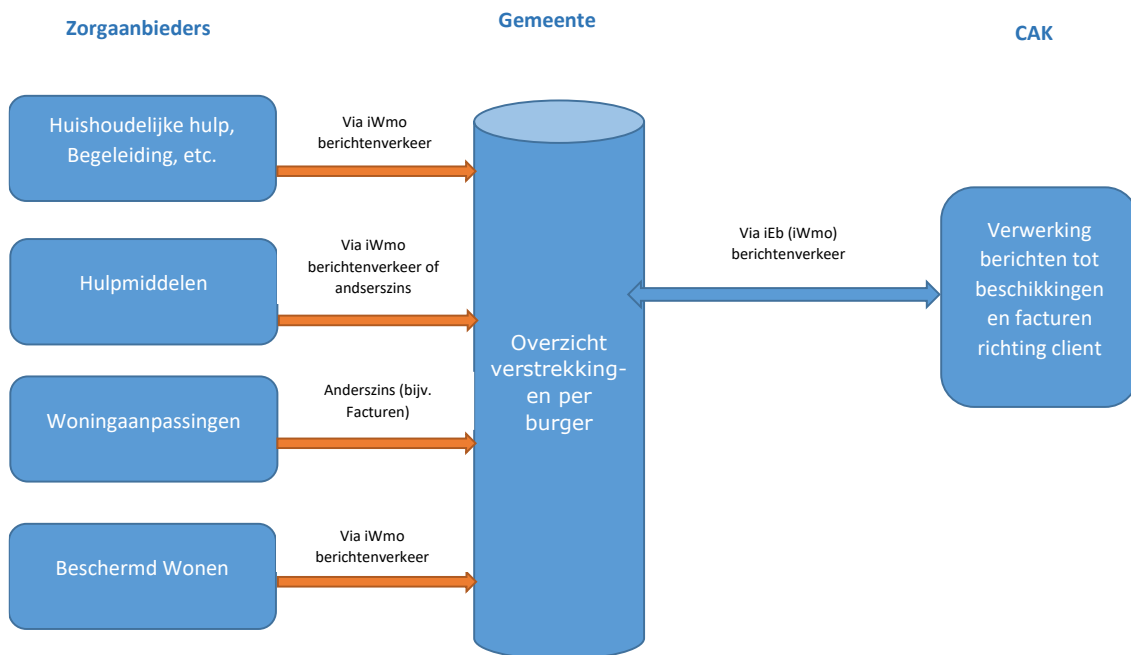 Zorgaanbieders
Gemeente
CAK
Huishoudelijke hulp,
Begeleiding, etc.
Via iWmo
berichtenverkeer
Hulpmiddelen
Via iWmo
berichtenverkeer of
andserszins
Woningaanpassingen
Anderszins (bijv.
Facturen)
Beschermd Wonen
Via iWmo
berichtenverkeer
Overzicht
verstrekking-
en per
burger
Via iEb (iWmo)
berichtenverkeer
Verwerking
berichten tot
beschikkingen
en facturen
richting client